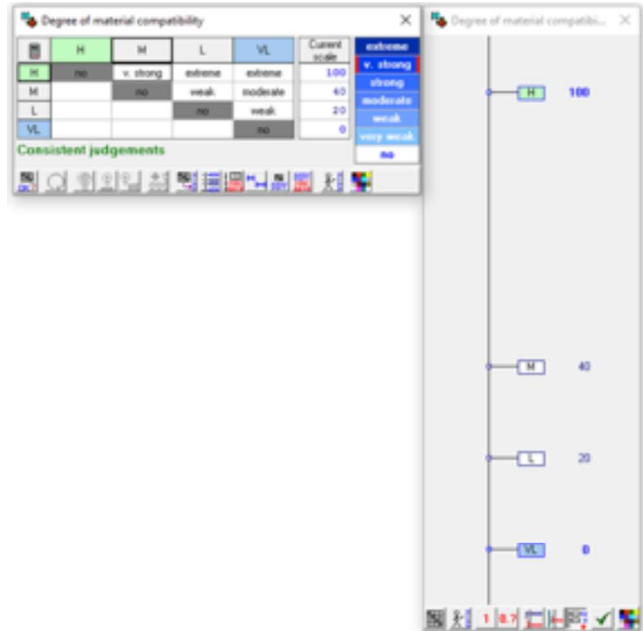 Degree of material compatibility
H M L VL Current scale
H no v. strong extreme extreme 100
M no weak moderate 40
L no weak 20
VL no 0
Consistent judgements
extreme
v. strong
strong
moderate
weak
very weak
no
Degree of material compatibi...
H 100
M 40
L 20
VL 0